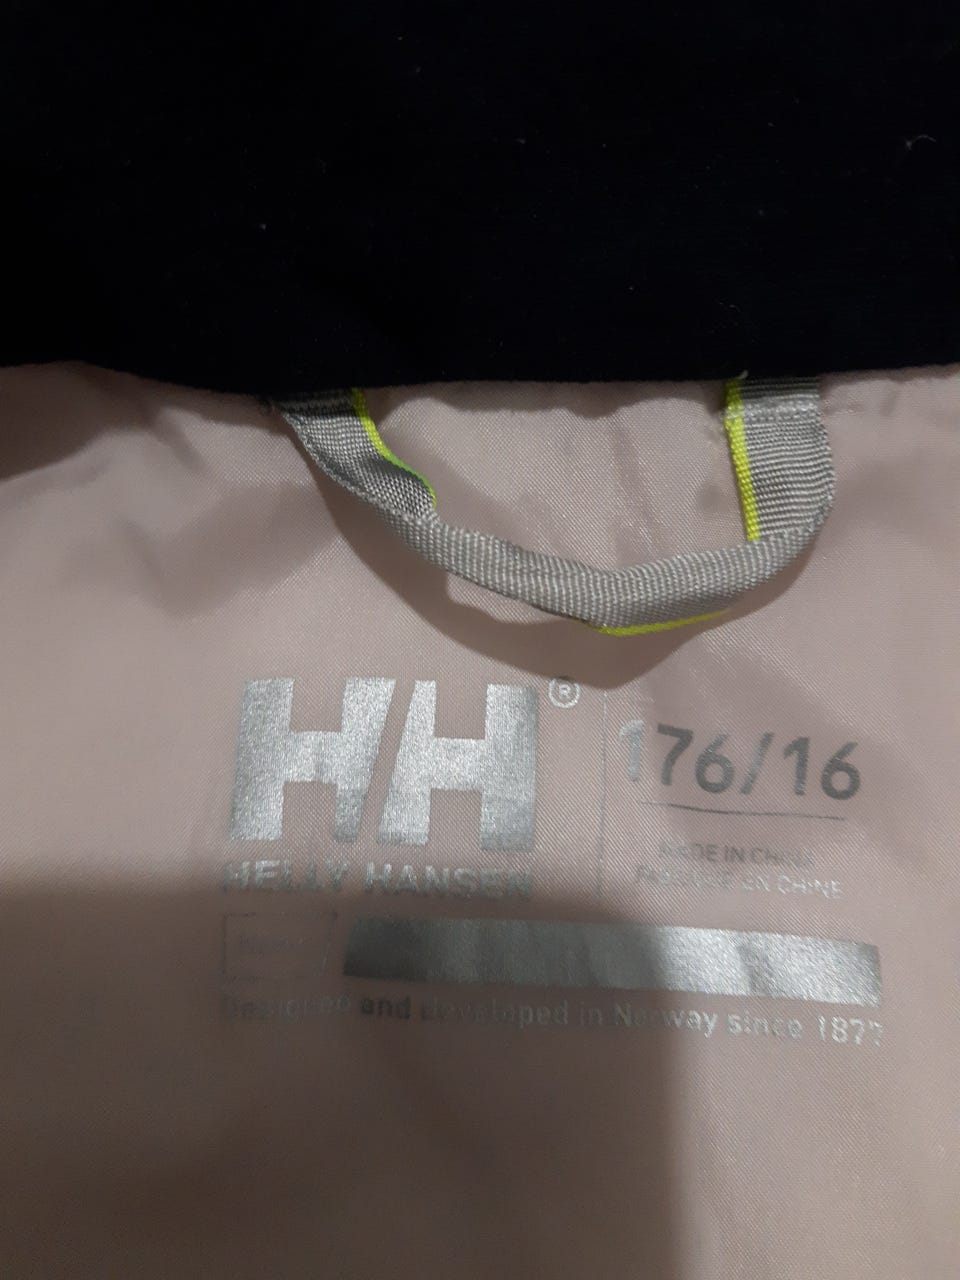 HH®
HELLY HANSEN
176/16
MADE IN CHINA
FABRIQUÉ EN CHINE
Designed and developed in Norway since 1877